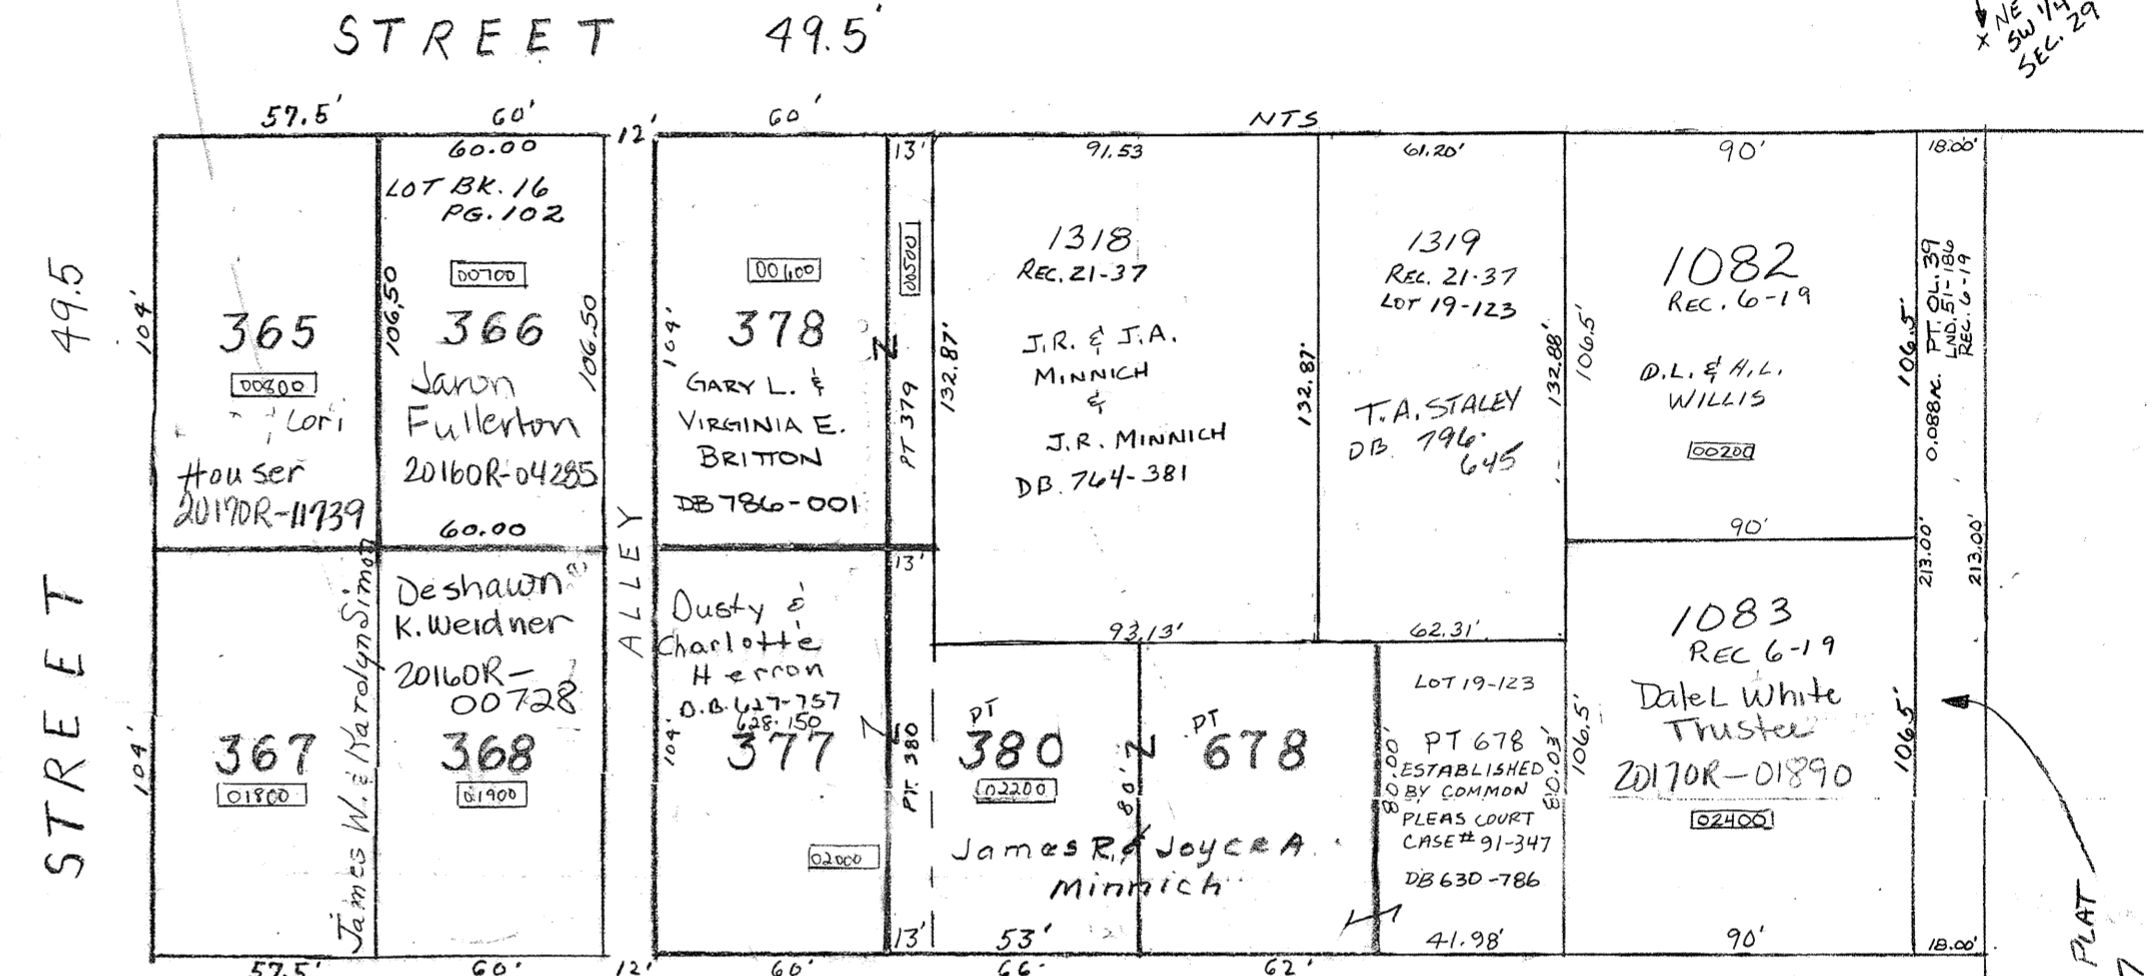 STREET 49.5'
NE
SW 1/4
SEC. 29
57.5'
60'
12'
60'
NTS
49.5
STREET
104'
365
00800
Lori
Houser
20170R-11739
60.00
LOT BK. 16
PG. 102
00700
106.50
366
106.50
Jaron
Fullerton
20160R-04285
60.00
104'
378
GARY L. &
VIRGINIA E.
BRITTON
DB 786-001
13'
00500
Z
PT 379
91.53
1318
REC. 21-37
132.87'
J.R. & J.A.
MINNICH
&
J.R. MINNICH
DB. 764-381
132.87'
93.13'
61.20'
1319
REC. 21-37
LOT 19-123
132.88'
T.A. STALEY
DB. 796-
645
62.31'
90'
1082
REC. 6-19
106.5'
106.5'
D.L. & H.L.
WILLIS
00200
90'
18.00'
0.088AC. PT. OL. 39
LND. 51-186
REC. 6-19
213.00'
213.00'
104'
367
01800
James W. & Karolyn Simon
57.5'
Deshawn
K. Weidner
20160R-
00728
368
01900
60'
ALLEY
12'
Dusty &
Charlotte
Herron
D.B. 627-757
628-150
104'
377
02000
60'
13'
Z
PT. 380
13'
PT
380
02200
80'
Z
PT
678
James R. & Joyce A.
Minnich
53'
66'
62'
LOT 19-123
PT 678
ESTABLISHED
BY COMMON
PLEAS COURT
CASE# 91-347
DB 630-786
80.00'
80.03'
41.98'
1083
REC 6-19
Dale L White
Trustee
20170R-01890
02400
106.5'
106.5'
90'
18.00'
PLAT